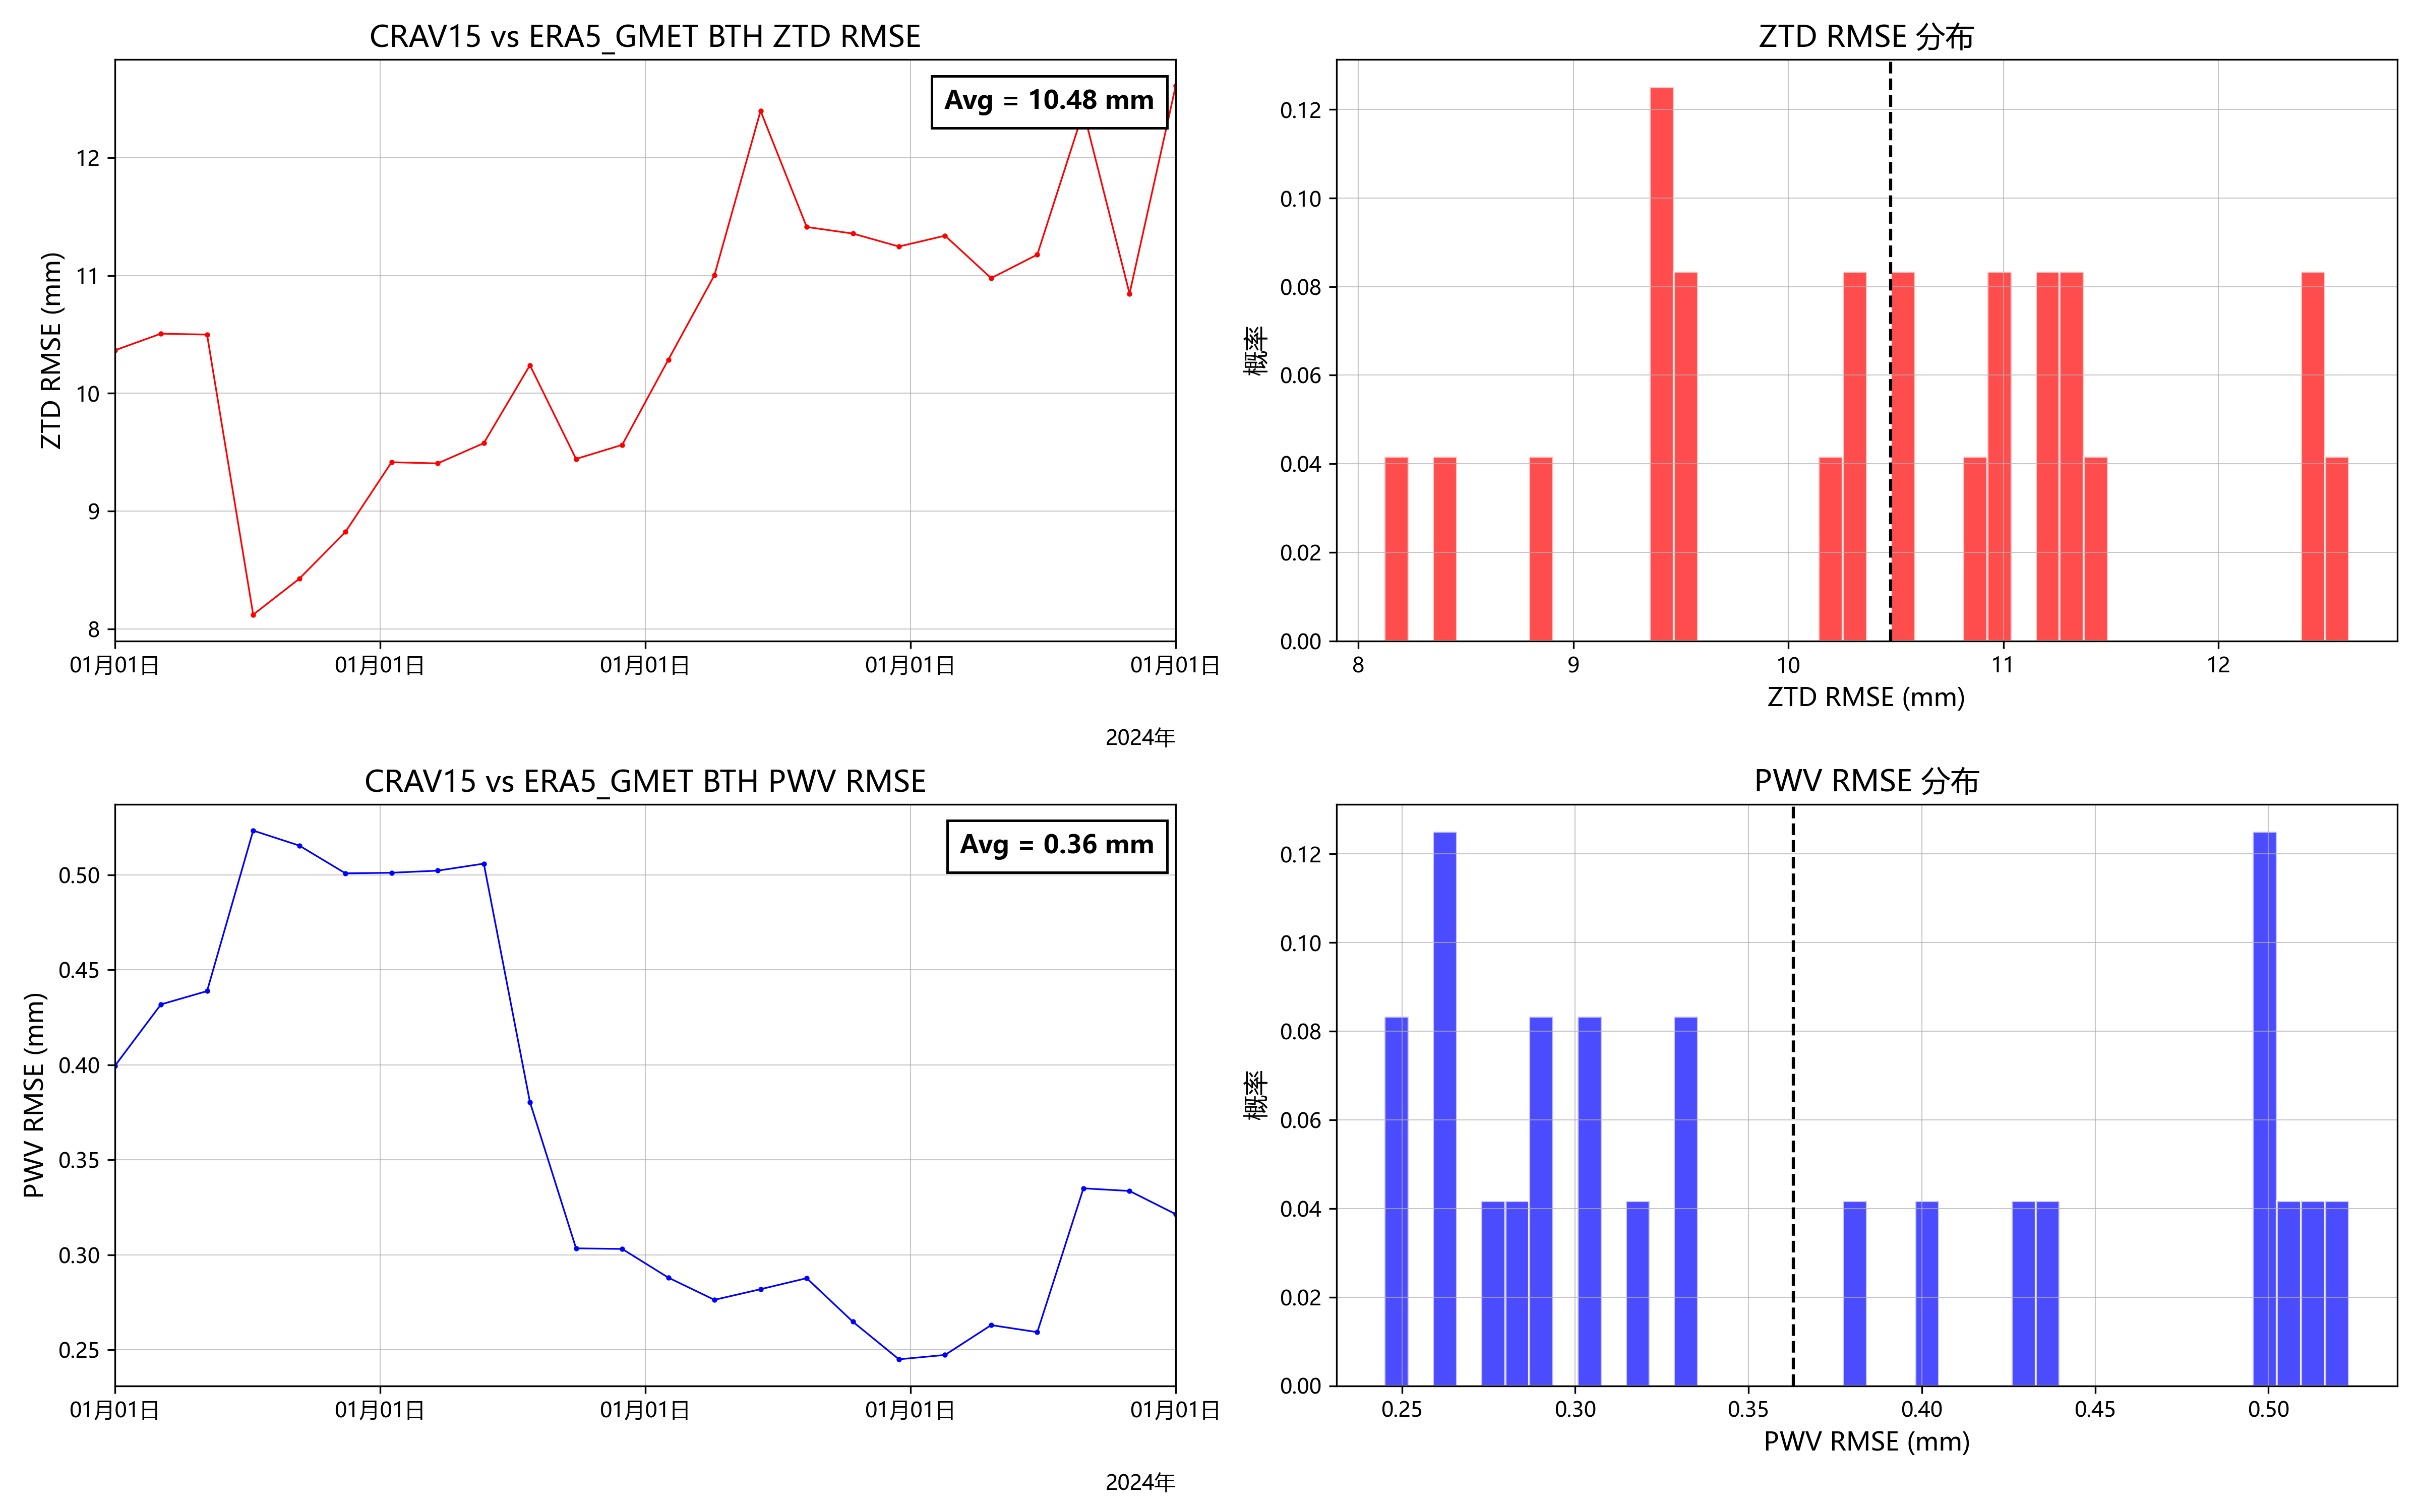 CRAV15 vs ERA5_GMET BTH ZTD RMSE
Avg = 10.48 mm
ZTD RMSE (mm)
12
11
10
9
8
01月01日 01月01日 01月01日 01月01日 01月01日
2024年
ZTD RMSE 分布
概率
0.12
0.10
0.08
0.06
0.04
0.02
0.00
8 9 10 11 12
ZTD RMSE (mm)
CRAV15 vs ERA5_GMET BTH PWV RMSE
Avg = 0.36 mm
PWV RMSE (mm)
0.50
0.45
0.40
0.35
0.30
0.25
01月01日 01月01日 01月01日 01月01日 01月01日
2024年
PWV RMSE 分布
概率
0.12
0.10
0.08
0.06
0.04
0.02
0.00
0.25 0.30 0.35 0.40 0.45 0.50
PWV RMSE (mm)